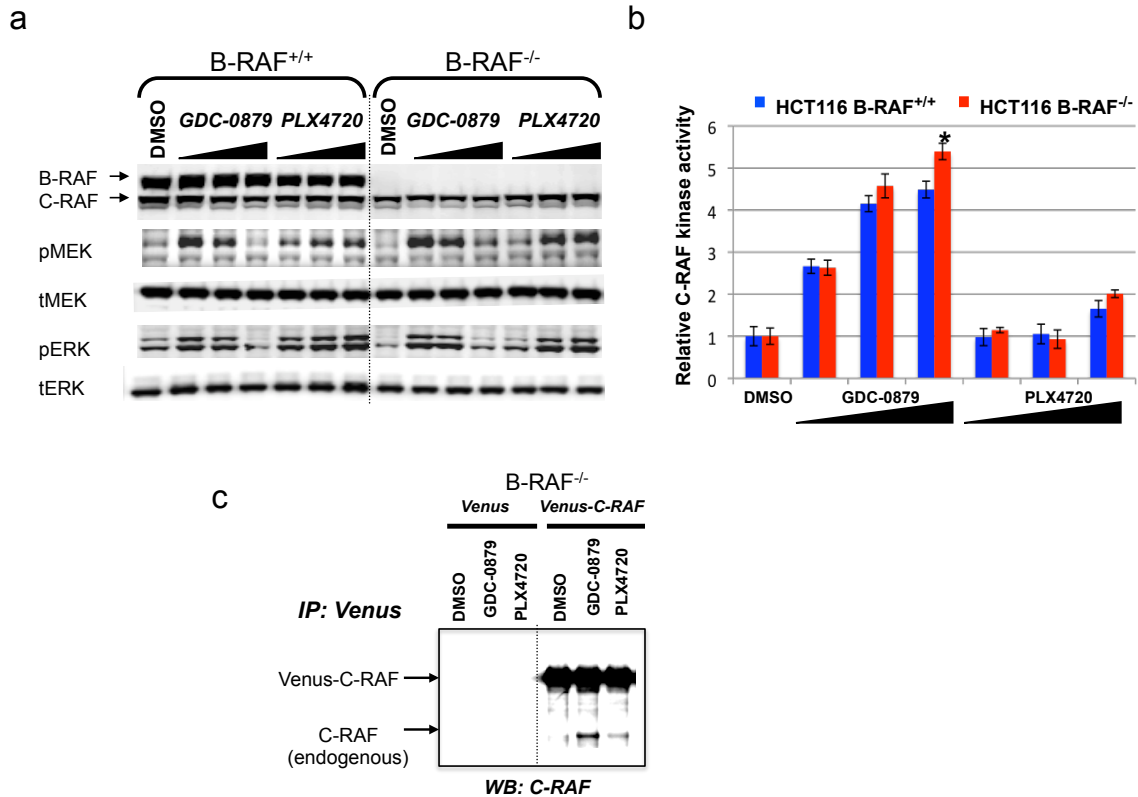 a
B-RAF+/+ B-RAF-/-
DMSO GDC-0879 PLX4720 DMSO GDC-0879 PLX4720
B-RAF
C-RAF
pMEK
tMEK
pERK
tERK
b
HCT116 B-RAF+/+ HCT116 B-RAF-/-
Relative C-RAF kinase activity
6
5
4
3
2
1
0
*
DMSO GDC-0879 PLX4720
c
B-RAF-/-
Venus Venus-C-RAF
DMSO GDC-0879 PLX4720 DMSO GDC-0879 PLX4720
IP: Venus
Venus-C-RAF
C-RAF
(endogenous)
WB: C-RAF